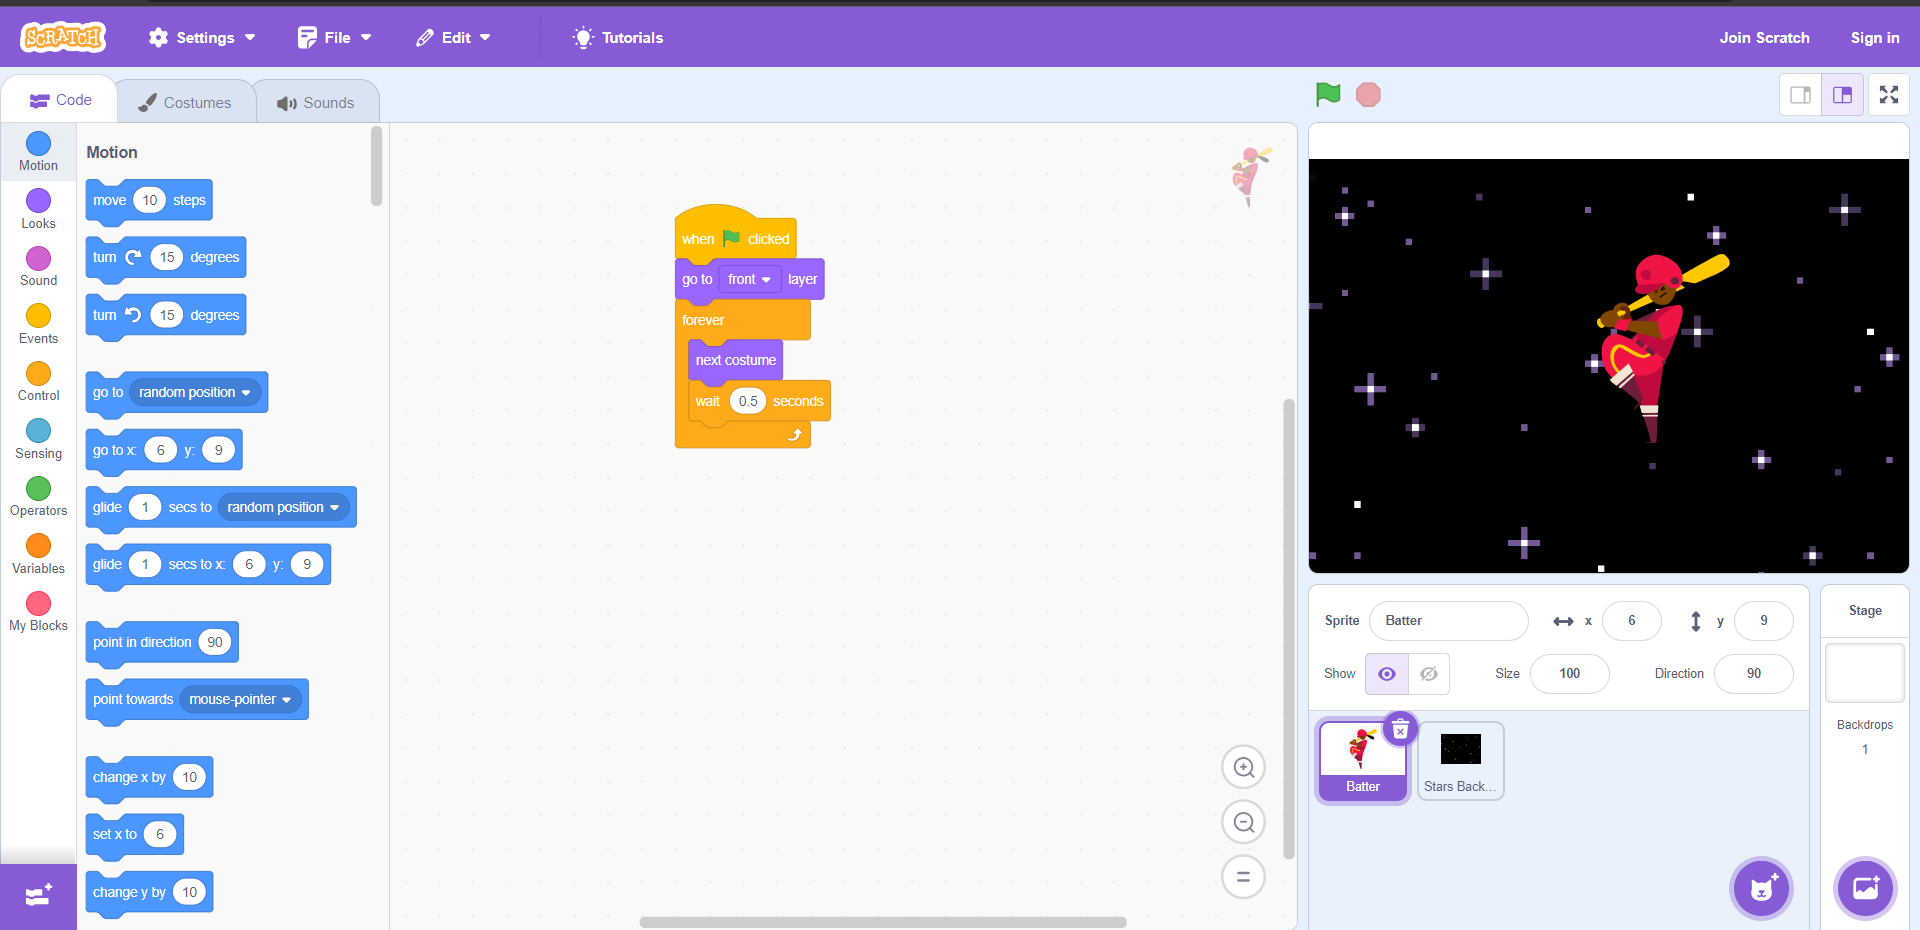 SCRATCH Settings File Edit Tutorials Join Scratch Sign in
Code Costumes Sounds
Motion
Looks
Sound
Events
Control
Sensing
Operators
Variables
My Blocks
Motion
move 10 steps
turn 15 degrees
turn 15 degrees
go to random position
go to x: 6 y: 9
glide 1 secs to random position
glide 1 secs to x: 6 y: 9
point in direction 90
point towards mouse-pointer
change x by 10
set x to 6
change y by 10
when clicked
go to front layer
forever
next costume
wait 0.5 seconds
Sprite Batter x 6 y 9
Show Size 100 Direction 90
Batter
Stars Back...
Stage
Backdrops
1